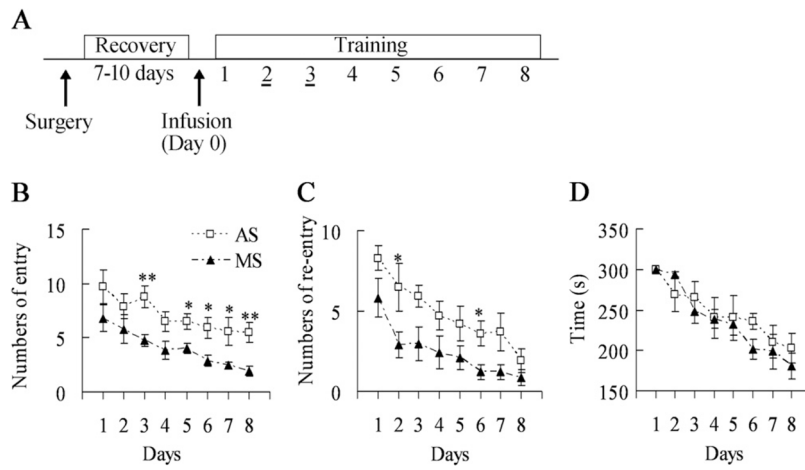 A
Recovery
Training
7-10 days
1 2 3 4 5 6 7 8
Surgery
Infusion
(Day 0)
B
15
10
5
0
Numbers of entry
AS
MS
** * * * **
1 2 3 4 5 6 7 8
Days
C
10
5
0
Numbers of re-entry
* *
1 2 3 4 5 6 7 8
Days
D
400
300
250
200
150
Time (s)
1 2 3 4 5 6 7 8
Days